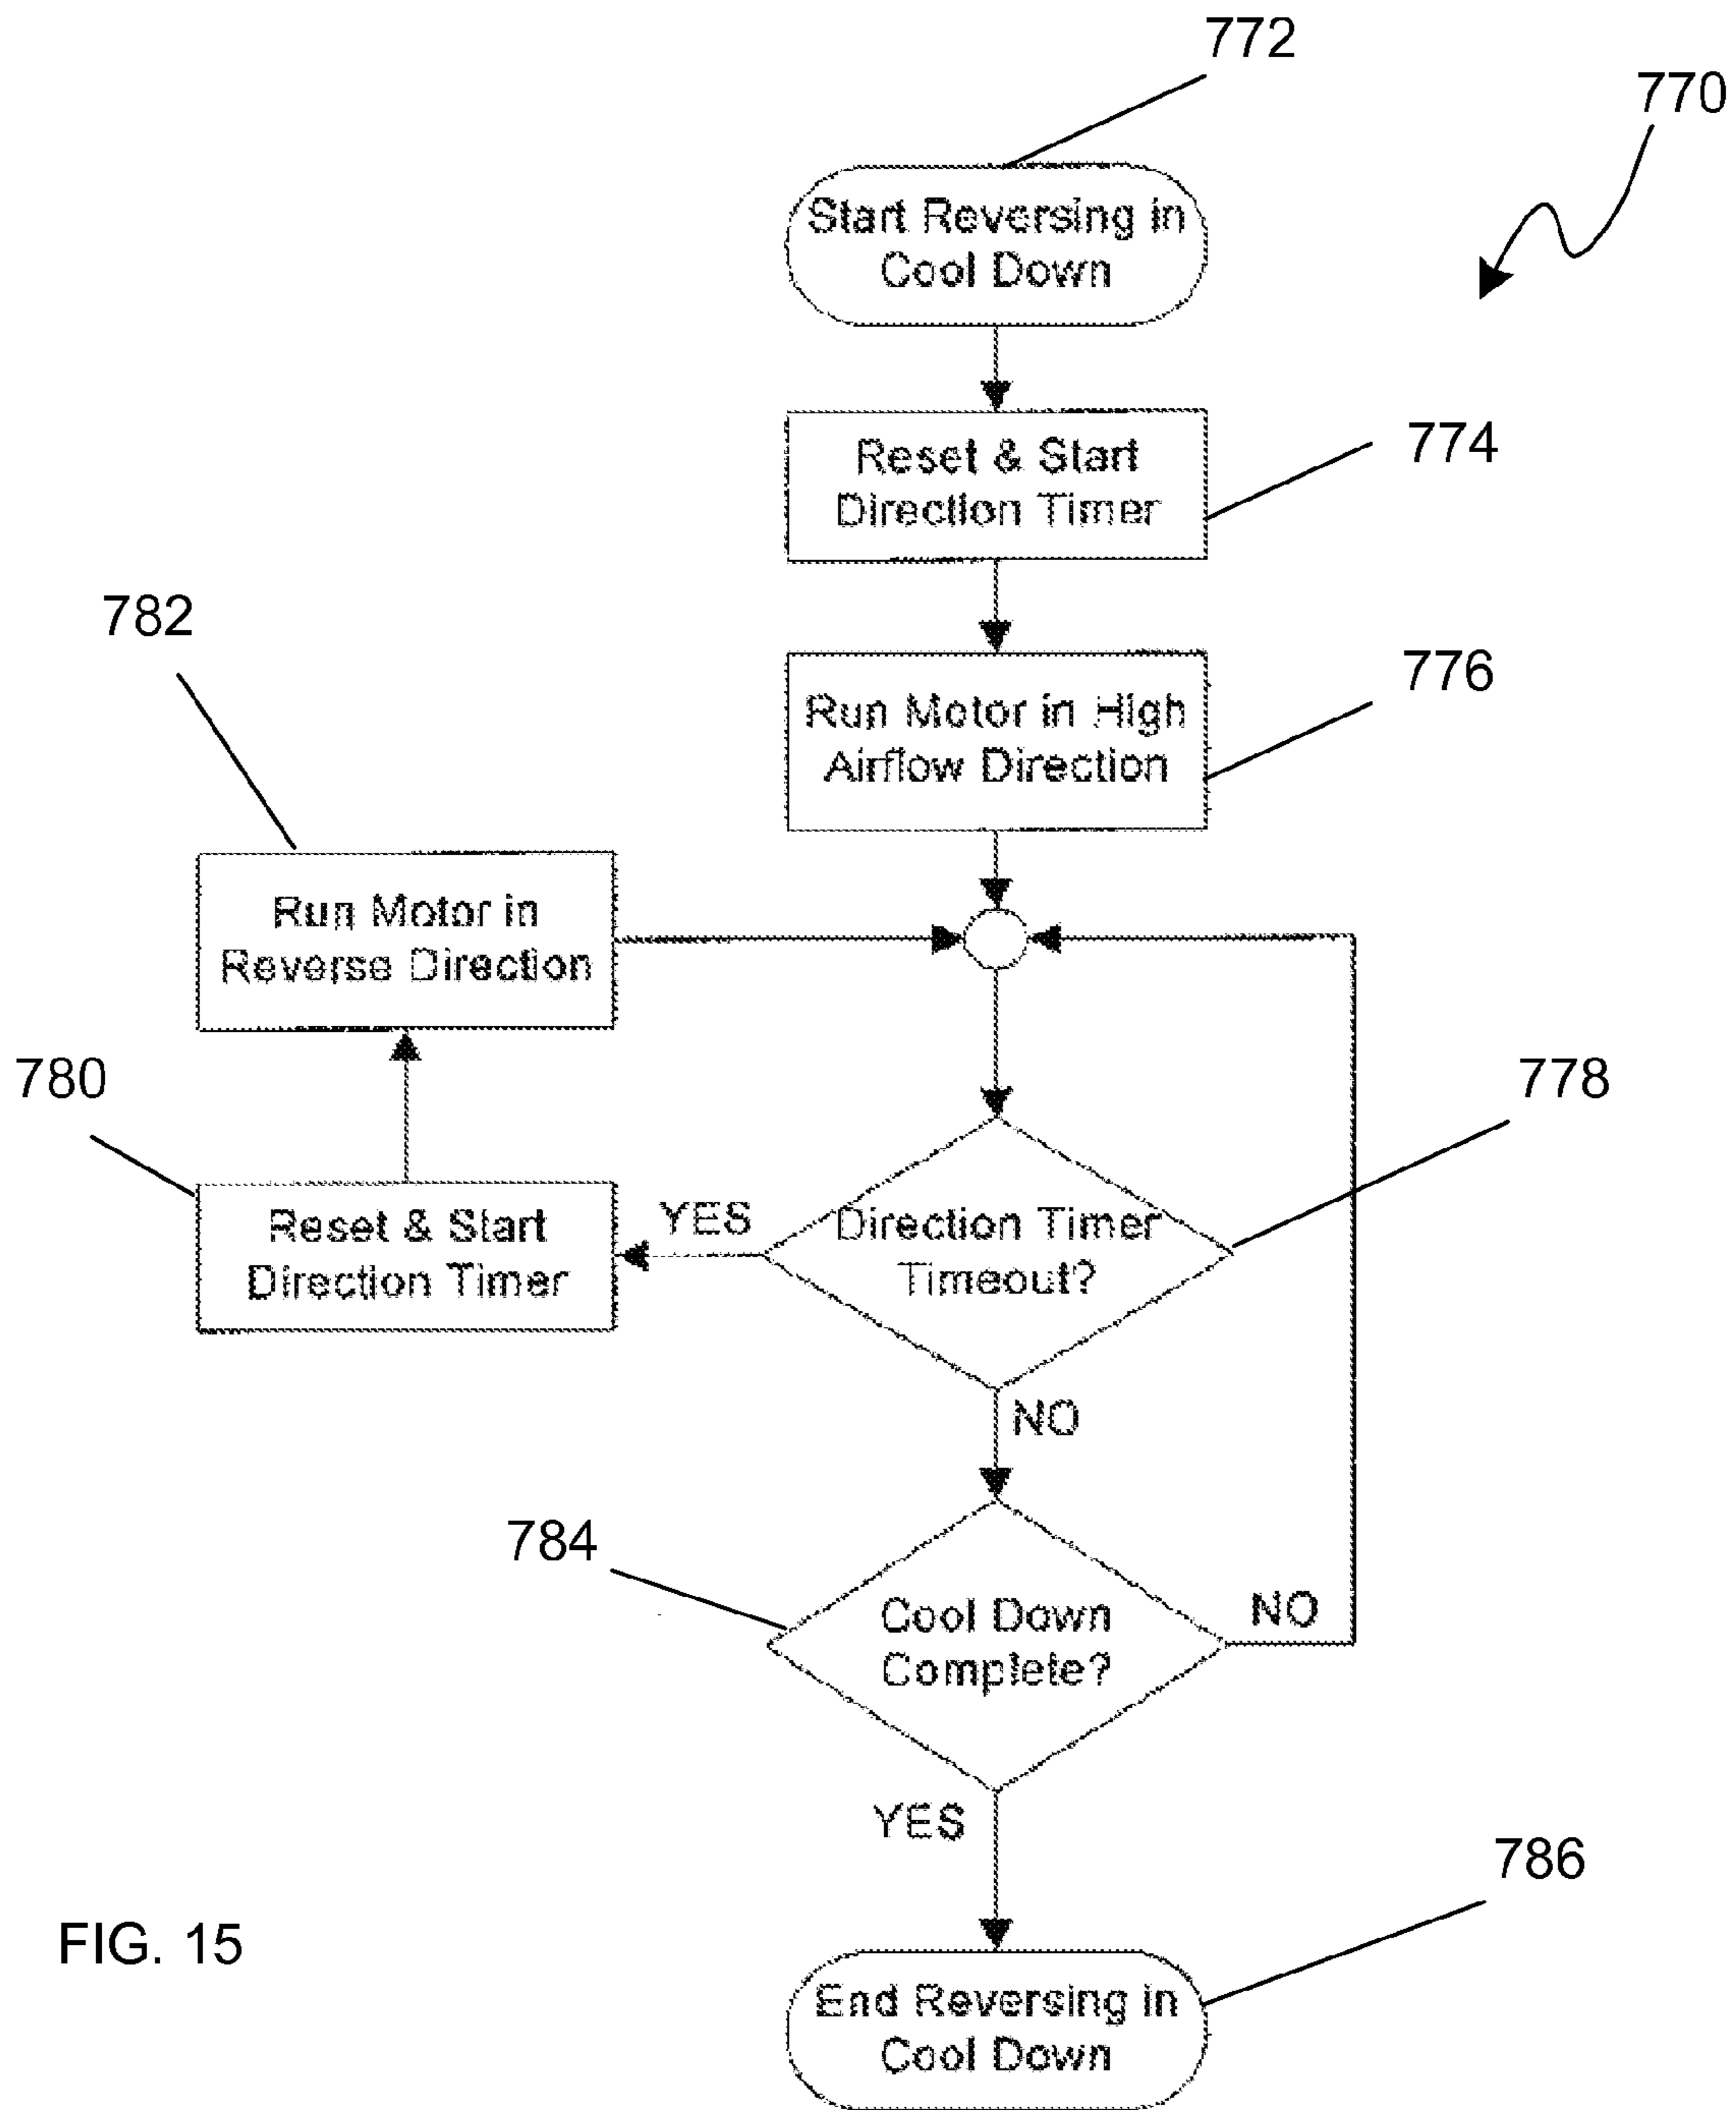 772
770
Start Reversing in
Cool Down
Reset & Start
Direction Timer
774
782
Run Motor in High
Airflow Direction
776
Run Motor in
Reverse Direction
780
778
Reset & Start
Direction Timer
YES
Direction Timer
Timeout?
NO
784
Cool Down
Complete?
NO
YES
786
FIG. 15
End Reversing in
Cool Down